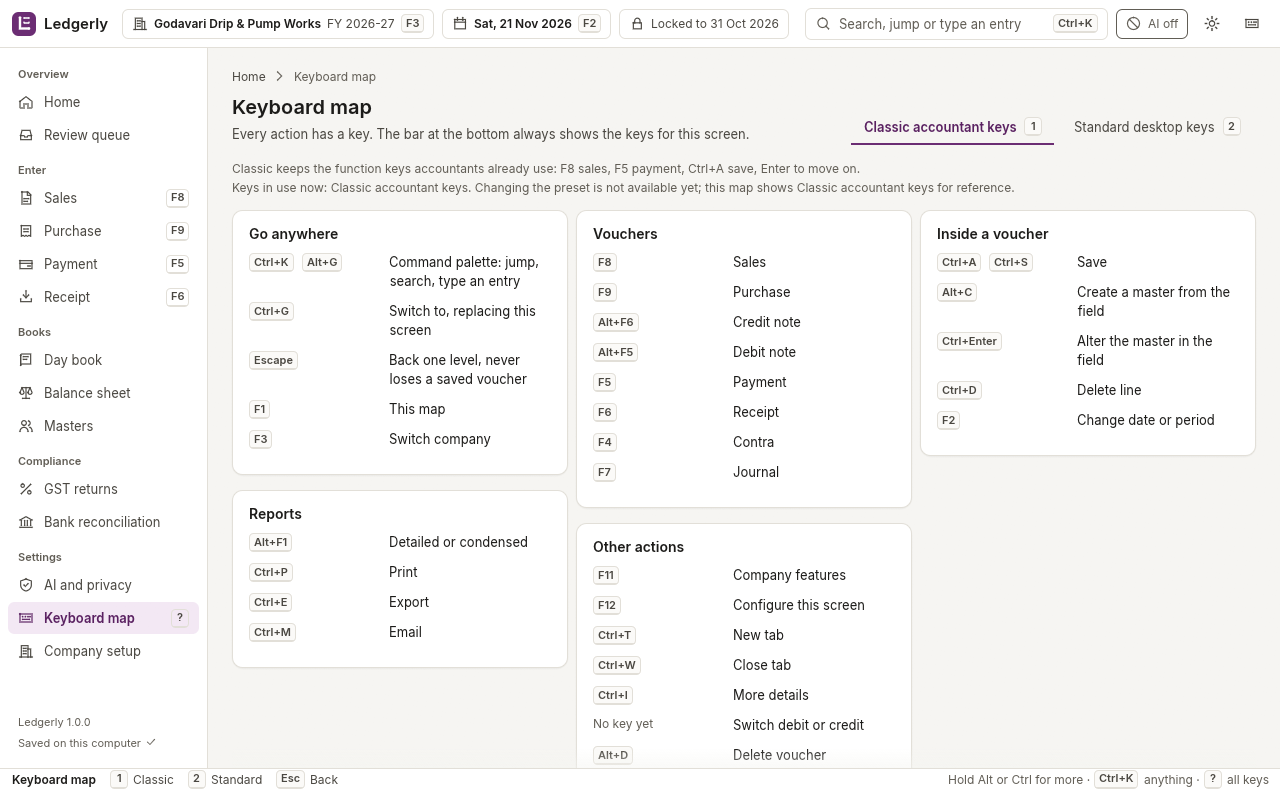 Ledgerly
Godavari Drip & Pump Works FY 2026-27 F3
Sat, 21 Nov 2026 F2
Locked to 31 Oct 2026
Search, jump or type an entry Ctrl+K
AI off
Overview
Home
Review queue
Enter
Sales F8
Purchase F9
Payment F5
Receipt F6
Books
Day book
Balance sheet
Masters
Compliance
GST returns
Bank reconciliation
Settings
AI and privacy
Keyboard map ?
Company setup
Ledgerly 1.0.0
Saved on this computer
Home Keyboard map
Keyboard map
Every action has a key. The bar at the bottom always shows the keys for this screen.
Classic accountant keys 1
Standard desktop keys 2
Classic keeps the function keys accountants already use: F8 sales, F5 payment, Ctrl+A save, Enter to move on.
Keys in use now: Classic accountant keys. Changing the preset is not available yet; this map shows Classic accountant keys for reference.
Go anywhere
Ctrl+K Alt+G Command palette: jump,
search, type an entry
Ctrl+G Switch to, replacing this
screen
Escape Back one level, never
loses a saved voucher
F1 This map
F3 Switch company
Reports
Alt+F1 Detailed or condensed
Ctrl+P Print
Ctrl+E Export
Ctrl+M Email
Vouchers
F8 Sales
F9 Purchase
Alt+F6 Credit note
Alt+F5 Debit note
F5 Payment
F6 Receipt
F4 Contra
F7 Journal
Other actions
F11 Company features
F12 Configure this screen
Ctrl+T New tab
Ctrl+W Close tab
Ctrl+I More details
No key yet Switch debit or credit
Alt+D Delete voucher
Inside a voucher
Ctrl+A Ctrl+S Save
Alt+C Create a master from the
field
Ctrl+Enter Alter the master in the
field
Ctrl+D Delete line
F2 Change date or period
Keyboard map 1 Classic 2 Standard Esc Back
Hold Alt or Ctrl for more · Ctrl+K anything · ? all keys